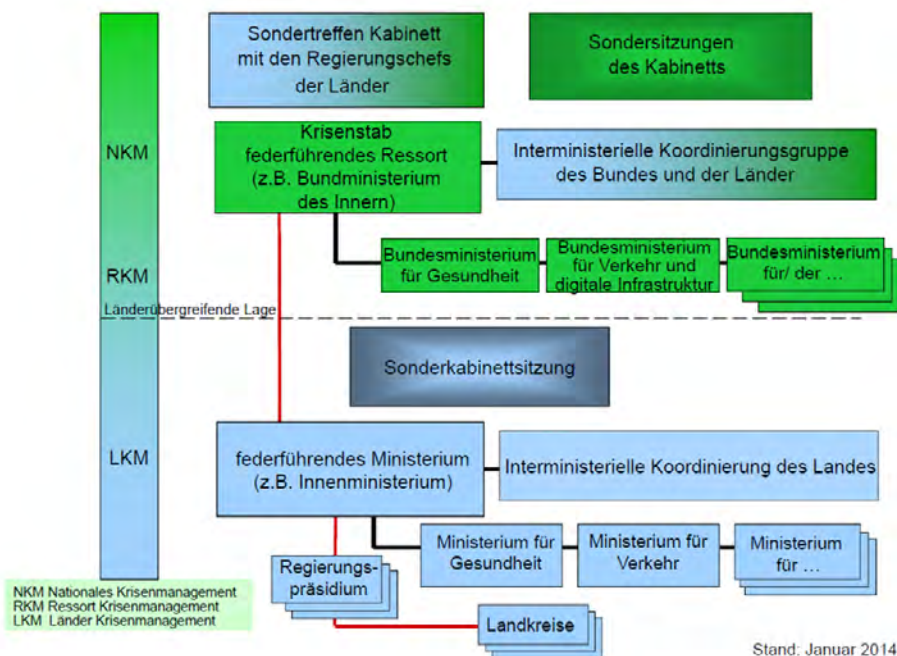 Sondertreffen Kabinett
mit den Regierungschefs
der Länder
Sondersitzungen
des Kabinetts
NKM
Krisenstab
federführendes Ressort
(z.B. Bundministerium
des Innern)
Interministerielle Koordinierungsgruppe
des Bundes und der Länder
RKM
Bundesministerium
für Gesundheit
Bundesministerium
für Verkehr und
digitale Infrastruktur
Bundesministerium
für/ der ...
Länderübergreifende Lage
Sonderkabinettsitzung
LKM
federführendes Ministerium
(z.B. Innenministerium)
Interministerielle Koordinierung des Landes
Ministerium für
Gesundheit
Ministerium für
Verkehr
Ministerium
für ...
Regierungs-
präsidium
Landkreise
NKM Nationales Krisenmanagement
RKM Ressort Krisenmanagement
LKM Länder Krisenmanagement
Stand: Januar 2014